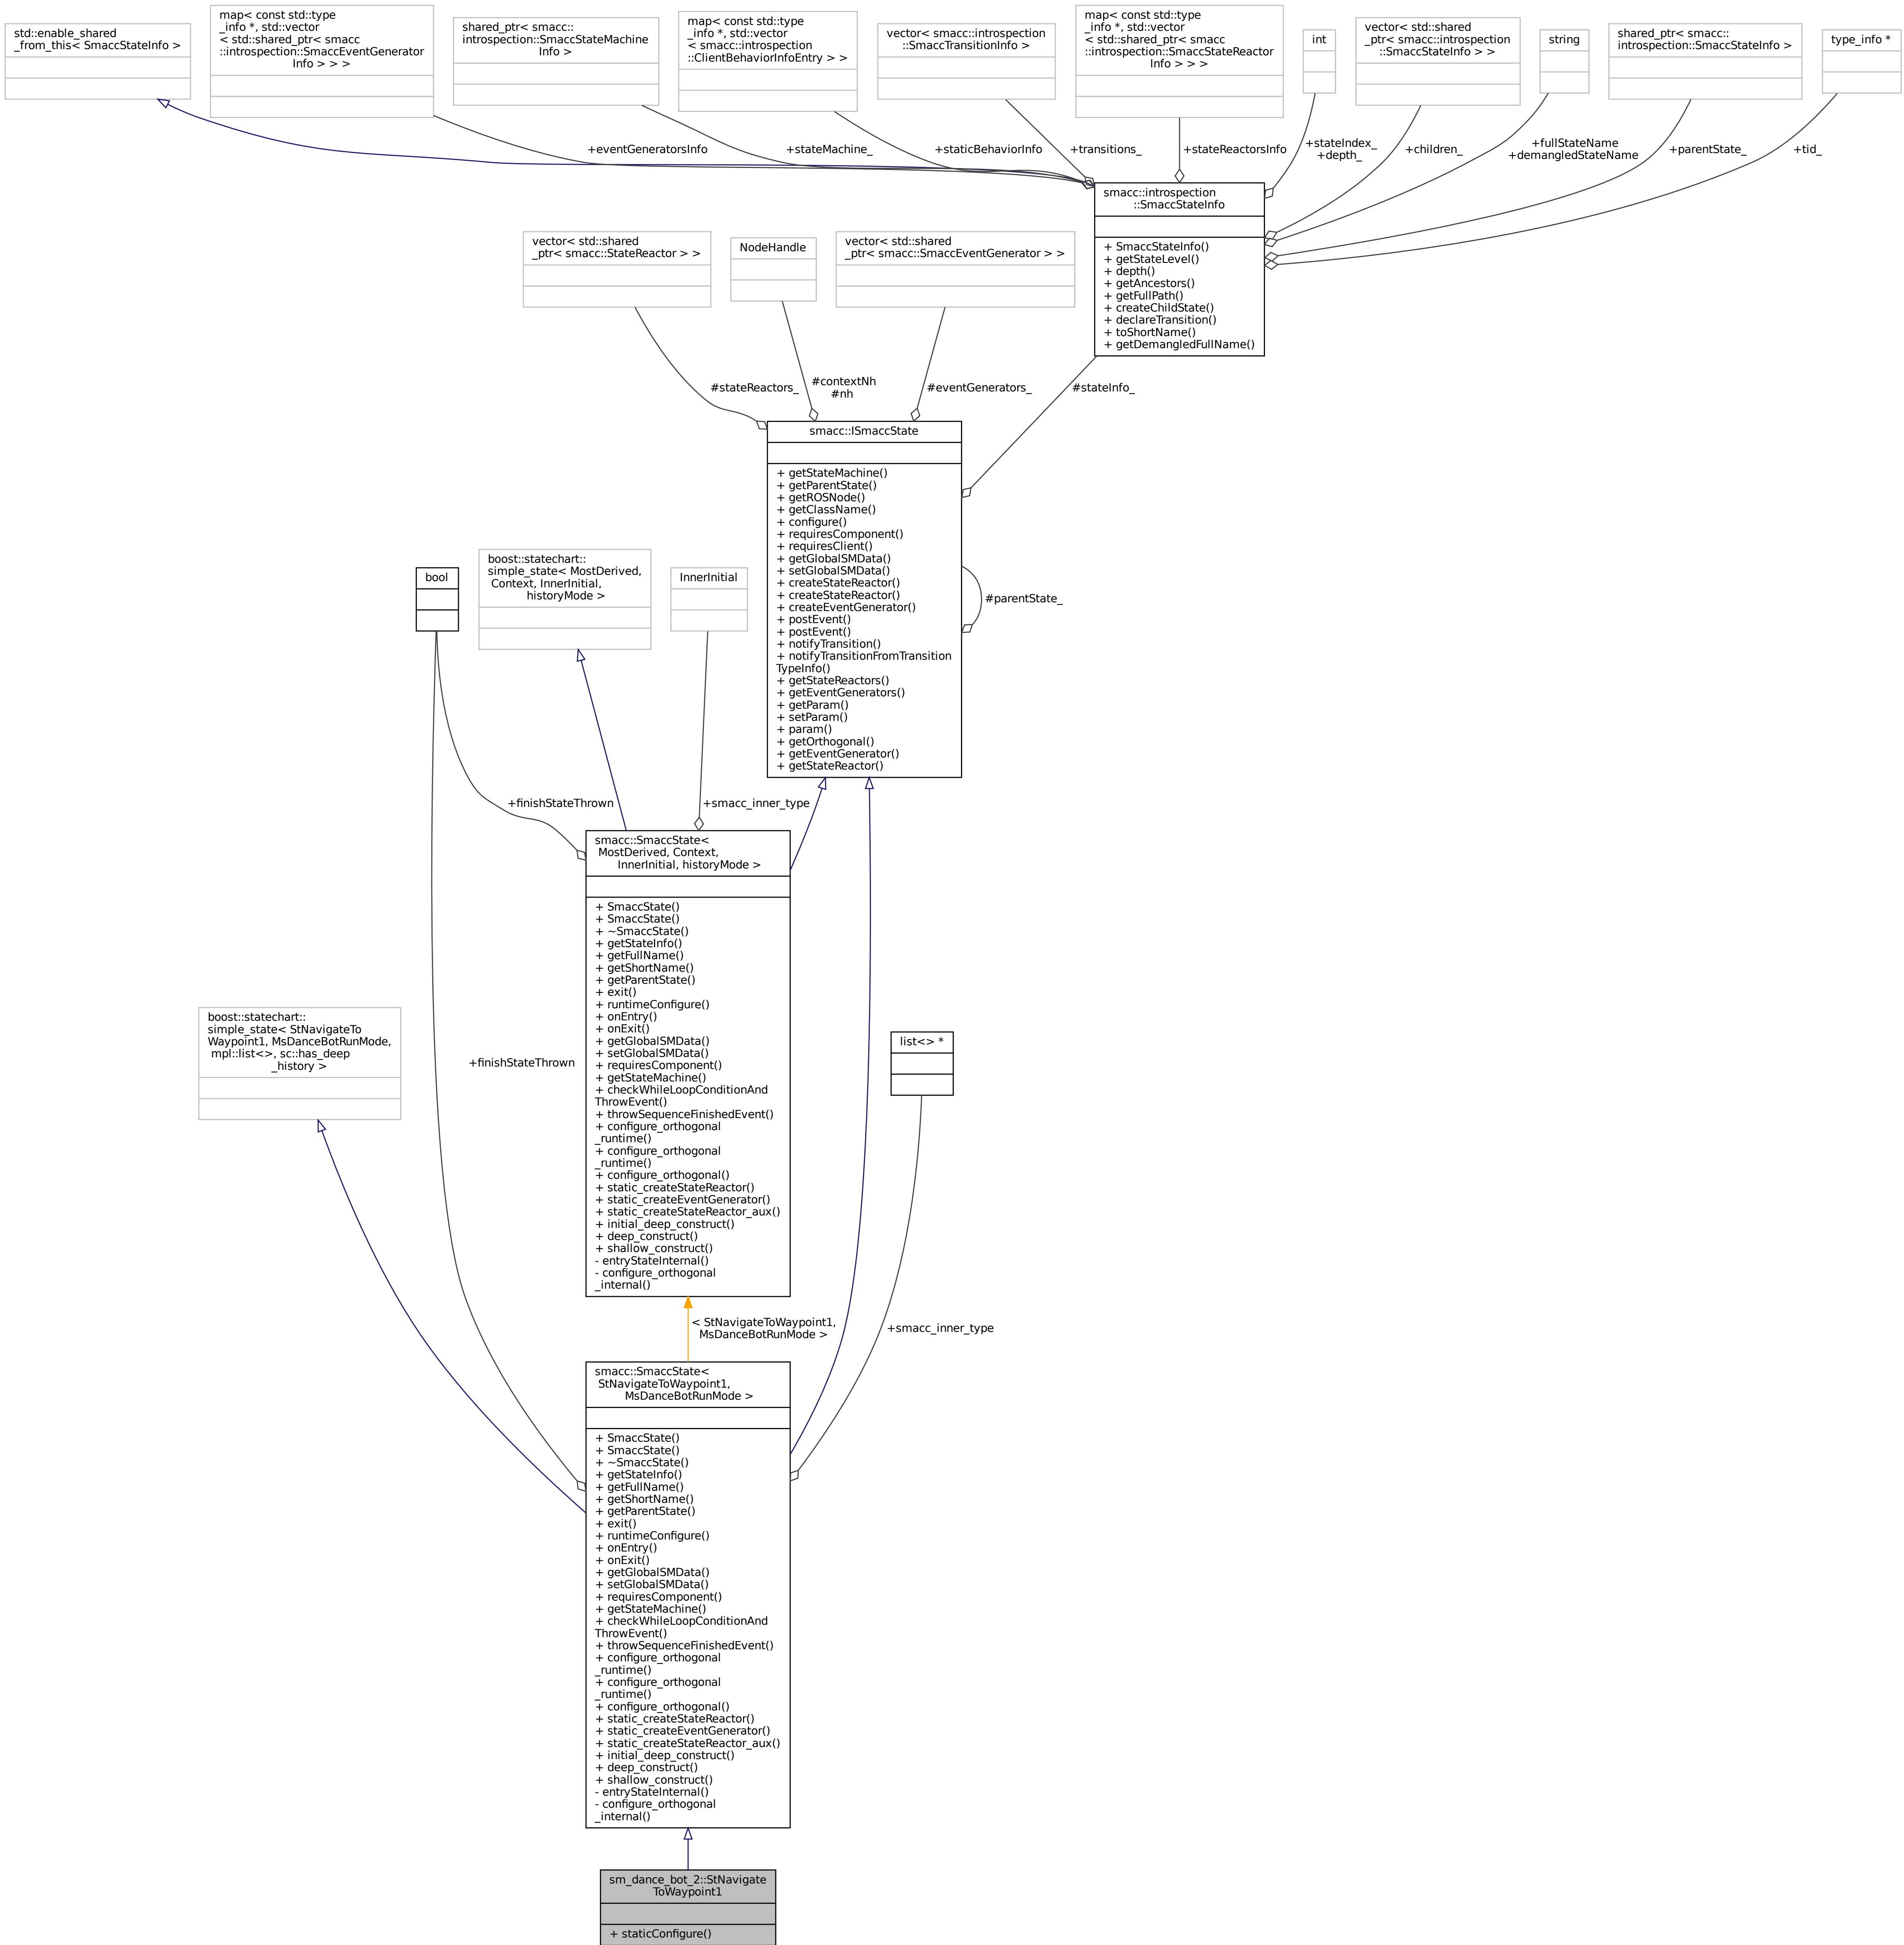 std::enable_shared
_from_this< SmaccStateInfo >
map< const std::type
_info *, std::vector
< std::shared_ptr< smacc
::introspection::SmaccEventGenerator
Info > > >
shared_ptr< smacc::
introspection::SmaccStateMachine
Info >
map< const std::type
_info *, std::vector
< smacc::introspection
::ClientBehaviorInfoEntry > >
vector< smacc::introspection
::SmaccTransitionInfo >
map< const std::type
_info *, std::vector
< std::shared_ptr< smacc
::introspection::SmaccStateReactor
Info > > >
int
vector< std::shared
_ptr< smacc::introspection
::SmaccStateInfo > >
string
shared_ptr< smacc::
introspection::SmaccStateInfo >
type_info *
+eventGeneratorsInfo
+stateMachine_
+staticBehaviorInfo
+transitions_
+stateReactorsInfo
+stateIndex_
+depth_
+children_
+fullStateName
+demangledStateName
+parentState_
+tid_
smacc::introspection
::SmaccStateInfo
+ SmaccStateInfo()
+ getStateLevel()
+ depth()
+ getAncestors()
+ getFullPath()
+ createChildState()
+ declareTransition()
+ toShortName()
+ getDemangledFullName()
vector< std::shared
_ptr< smacc::StateReactor > >
NodeHandle
vector< std::shared
_ptr< smacc::SmaccEventGenerator > >
#stateReactors_
#contextNh
#nh
#eventGenerators_
#stateInfo_
smacc::ISmaccState
+ getStateMachine()
+ getParentState()
+ getROSNode()
+ getClassName()
+ configure()
+ requiresComponent()
+ requiresClient()
+ getGlobalSMData()
+ setGlobalSMData()
+ createStateReactor()
+ createStateReactor()
+ createEventGenerator()
+ postEvent()
+ postEvent()
+ notifyTransition()
+ notifyTransitionFromTransition
TypeInfo()
+ getStateReactors()
+ getEventGenerators()
+ getParam()
+ setParam()
+ param()
+ getOrthogonal()
+ getEventGenerator()
+ getStateReactor()
#parentState_
bool
boost::statechart::
simple_state< MostDerived,
Context, InnerInitial,
historyMode >
InnerInitial
+finishStateThrown
+smacc_inner_type
smacc::SmaccState<
MostDerived, Context,
InnerInitial, historyMode >
+ SmaccState()
+ SmaccState()
+ ~SmaccState()
+ getStateInfo()
+ getFullName()
+ getShortName()
+ getParentState()
+ exit()
+ runtimeConfigure()
+ onEntry()
+ onExit()
+ getGlobalSMData()
+ setGlobalSMData()
+ requiresComponent()
+ getStateMachine()
+ checkWhileLoopConditionAnd
ThrowEvent()
+ throwSequenceFinishedEvent()
+ configure_orthogonal
_runtime()
+ configure_orthogonal
_runtime()
+ configure_orthogonal()
+ static_createStateReactor()
+ static_createEventGenerator()
+ static_createStateReactor_aux()
+ initial_deep_construct()
+ deep_construct()
+ shallow_construct()
- entryStateInternal()
- configure_orthogonal
_internal()
boost::statechart::
simple_state< StNavigateTo
Waypoint1, MsDanceBotRunMode,
mpl::list<>, sc::has_deep
_history >
+finishStateThrown
list<> *
< StNavigateToWaypoint1,
MsDanceBotRunMode >
+smacc_inner_type
smacc::SmaccState<
StNavigateToWaypoint1,
MsDanceBotRunMode >
+ SmaccState()
+ SmaccState()
+ ~SmaccState()
+ getStateInfo()
+ getFullName()
+ getShortName()
+ getParentState()
+ exit()
+ runtimeConfigure()
+ onEntry()
+ onExit()
+ getGlobalSMData()
+ setGlobalSMData()
+ requiresComponent()
+ getStateMachine()
+ checkWhileLoopConditionAnd
ThrowEvent()
+ throwSequenceFinishedEvent()
+ configure_orthogonal
_runtime()
+ configure_orthogonal
_runtime()
+ configure_orthogonal()
+ static_createStateReactor()
+ static_createEventGenerator()
+ static_createStateReactor_aux()
+ initial_deep_construct()
+ deep_construct()
+ shallow_construct()
- entryStateInternal()
- configure_orthogonal
_internal()
sm_dance_bot_2::StNavigate
ToWaypoint1
+ staticConfigure()